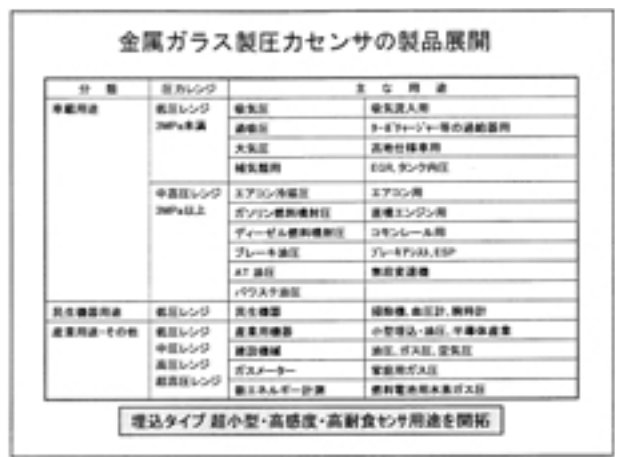 金属ガラス製圧力センサの製品展開
分 類 圧力レンジ 主 な 用 途
車載用途 低圧レンジ 吸気圧 吸気流入用
2MPa未満 過給圧 ターボチャージャー等の過給器用
大気圧 高地仕様車用
補気類用 EGR, タンク内圧
中高圧レンジ エアコン冷媒圧 エアコン用
2MPa以上 ガソリン燃料噴射圧 直噴エンジン用
ディーゼル燃料噴射圧 コモンレール用
ブレーキ油圧 ブレーキアシスト, ESP
AT 油圧 無段変速機
パワステ油圧
民生機器用途 低圧レンジ 民生機器 掃除機, 血圧計, 腕時計
産業用途・その他 低圧レンジ 産業用機器 小型埋込・油圧, 半導体産業
中圧レンジ 建設機械 油圧, ガス圧, 空気圧
高圧レンジ ガスメーター 家庭用ガス圧
超高圧レンジ 新エネルギー計測 燃料電池用水素ガス圧
埋込タイプ 超小型・高感度・高耐食センサ用途を開拓